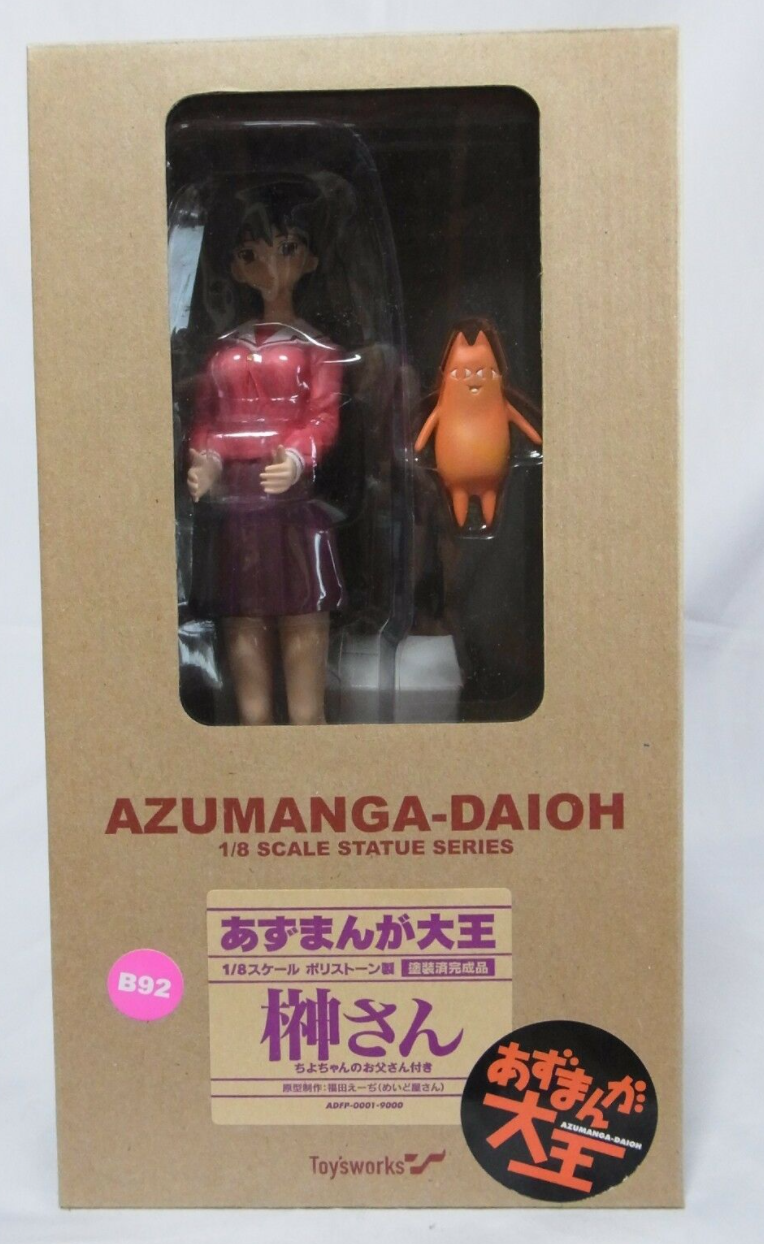 AZUMANGA-DAIOH
1/8 SCALE STATUE SERIES
あずまんが大王
1/8スケール ポリストーン製 塗装済完成品
榊さん
ちよちゃんのお父さん付き
原型制作:福田えーぢ(めいど屋さん)
ADFP-0001-9000
B92
あずまんが
大王
AZUMANGA-DAIOH
Toy'sworks